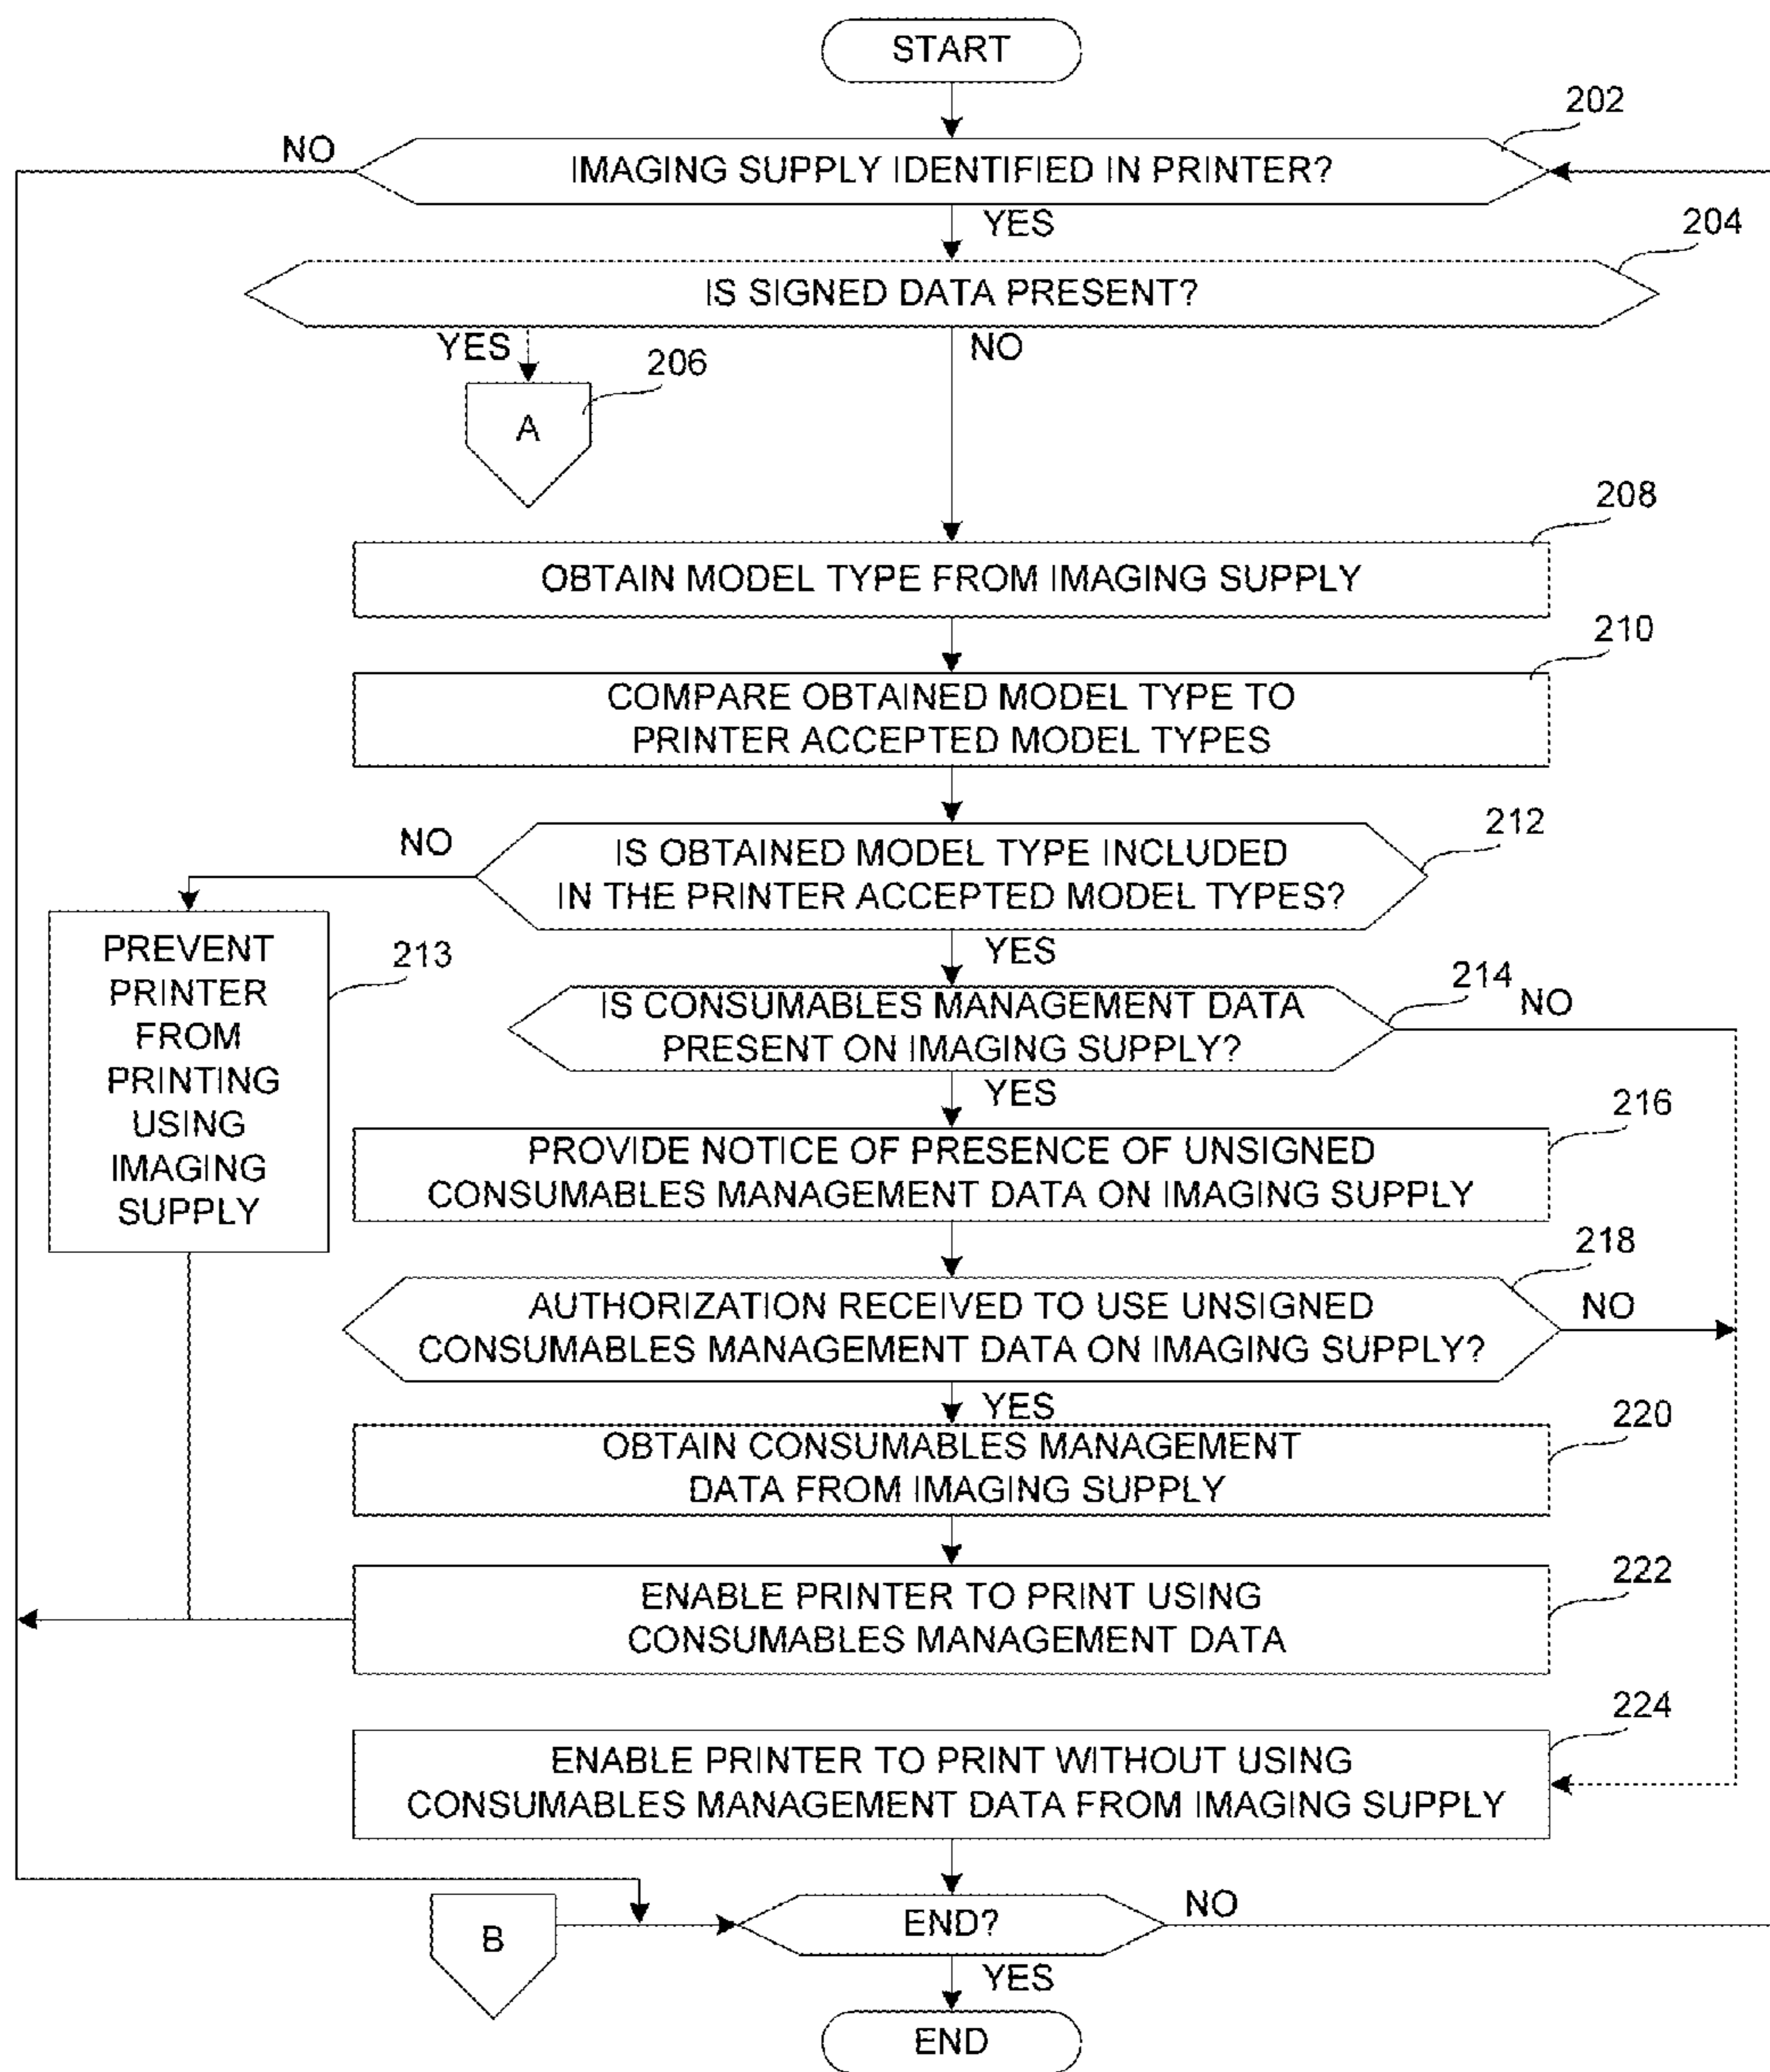 START
202
NO
IMAGING SUPPLY IDENTIFIED IN PRINTER?
YES
204
IS SIGNED DATA PRESENT?
YES
NO
206
A
208
OBTAIN MODEL TYPE FROM IMAGING SUPPLY
210
COMPARE OBTAINED MODEL TYPE TO
PRINTER ACCEPTED MODEL TYPES
212
NO
IS OBTAINED MODEL TYPE INCLUDED
IN THE PRINTER ACCEPTED MODEL TYPES?
YES
213
PREVENT
PRINTER
FROM
PRINTING
USING
IMAGING
SUPPLY
214
NO
IS CONSUMABLES MANAGEMENT DATA
PRESENT ON IMAGING SUPPLY?
YES
216
PROVIDE NOTICE OF PRESENCE OF UNSIGNED
CONSUMABLES MANAGEMENT DATA ON IMAGING SUPPLY
218
AUTHORIZATION RECEIVED TO USE UNSIGNED
CONSUMABLES MANAGEMENT DATA ON IMAGING SUPPLY?
NO
YES
220
OBTAIN CONSUMABLES MANAGEMENT
DATA FROM IMAGING SUPPLY
222
ENABLE PRINTER TO PRINT USING
CONSUMABLES MANAGEMENT DATA
224
ENABLE PRINTER TO PRINT WITHOUT USING
CONSUMABLES MANAGEMENT DATA FROM IMAGING SUPPLY
B
END?
NO
YES
END